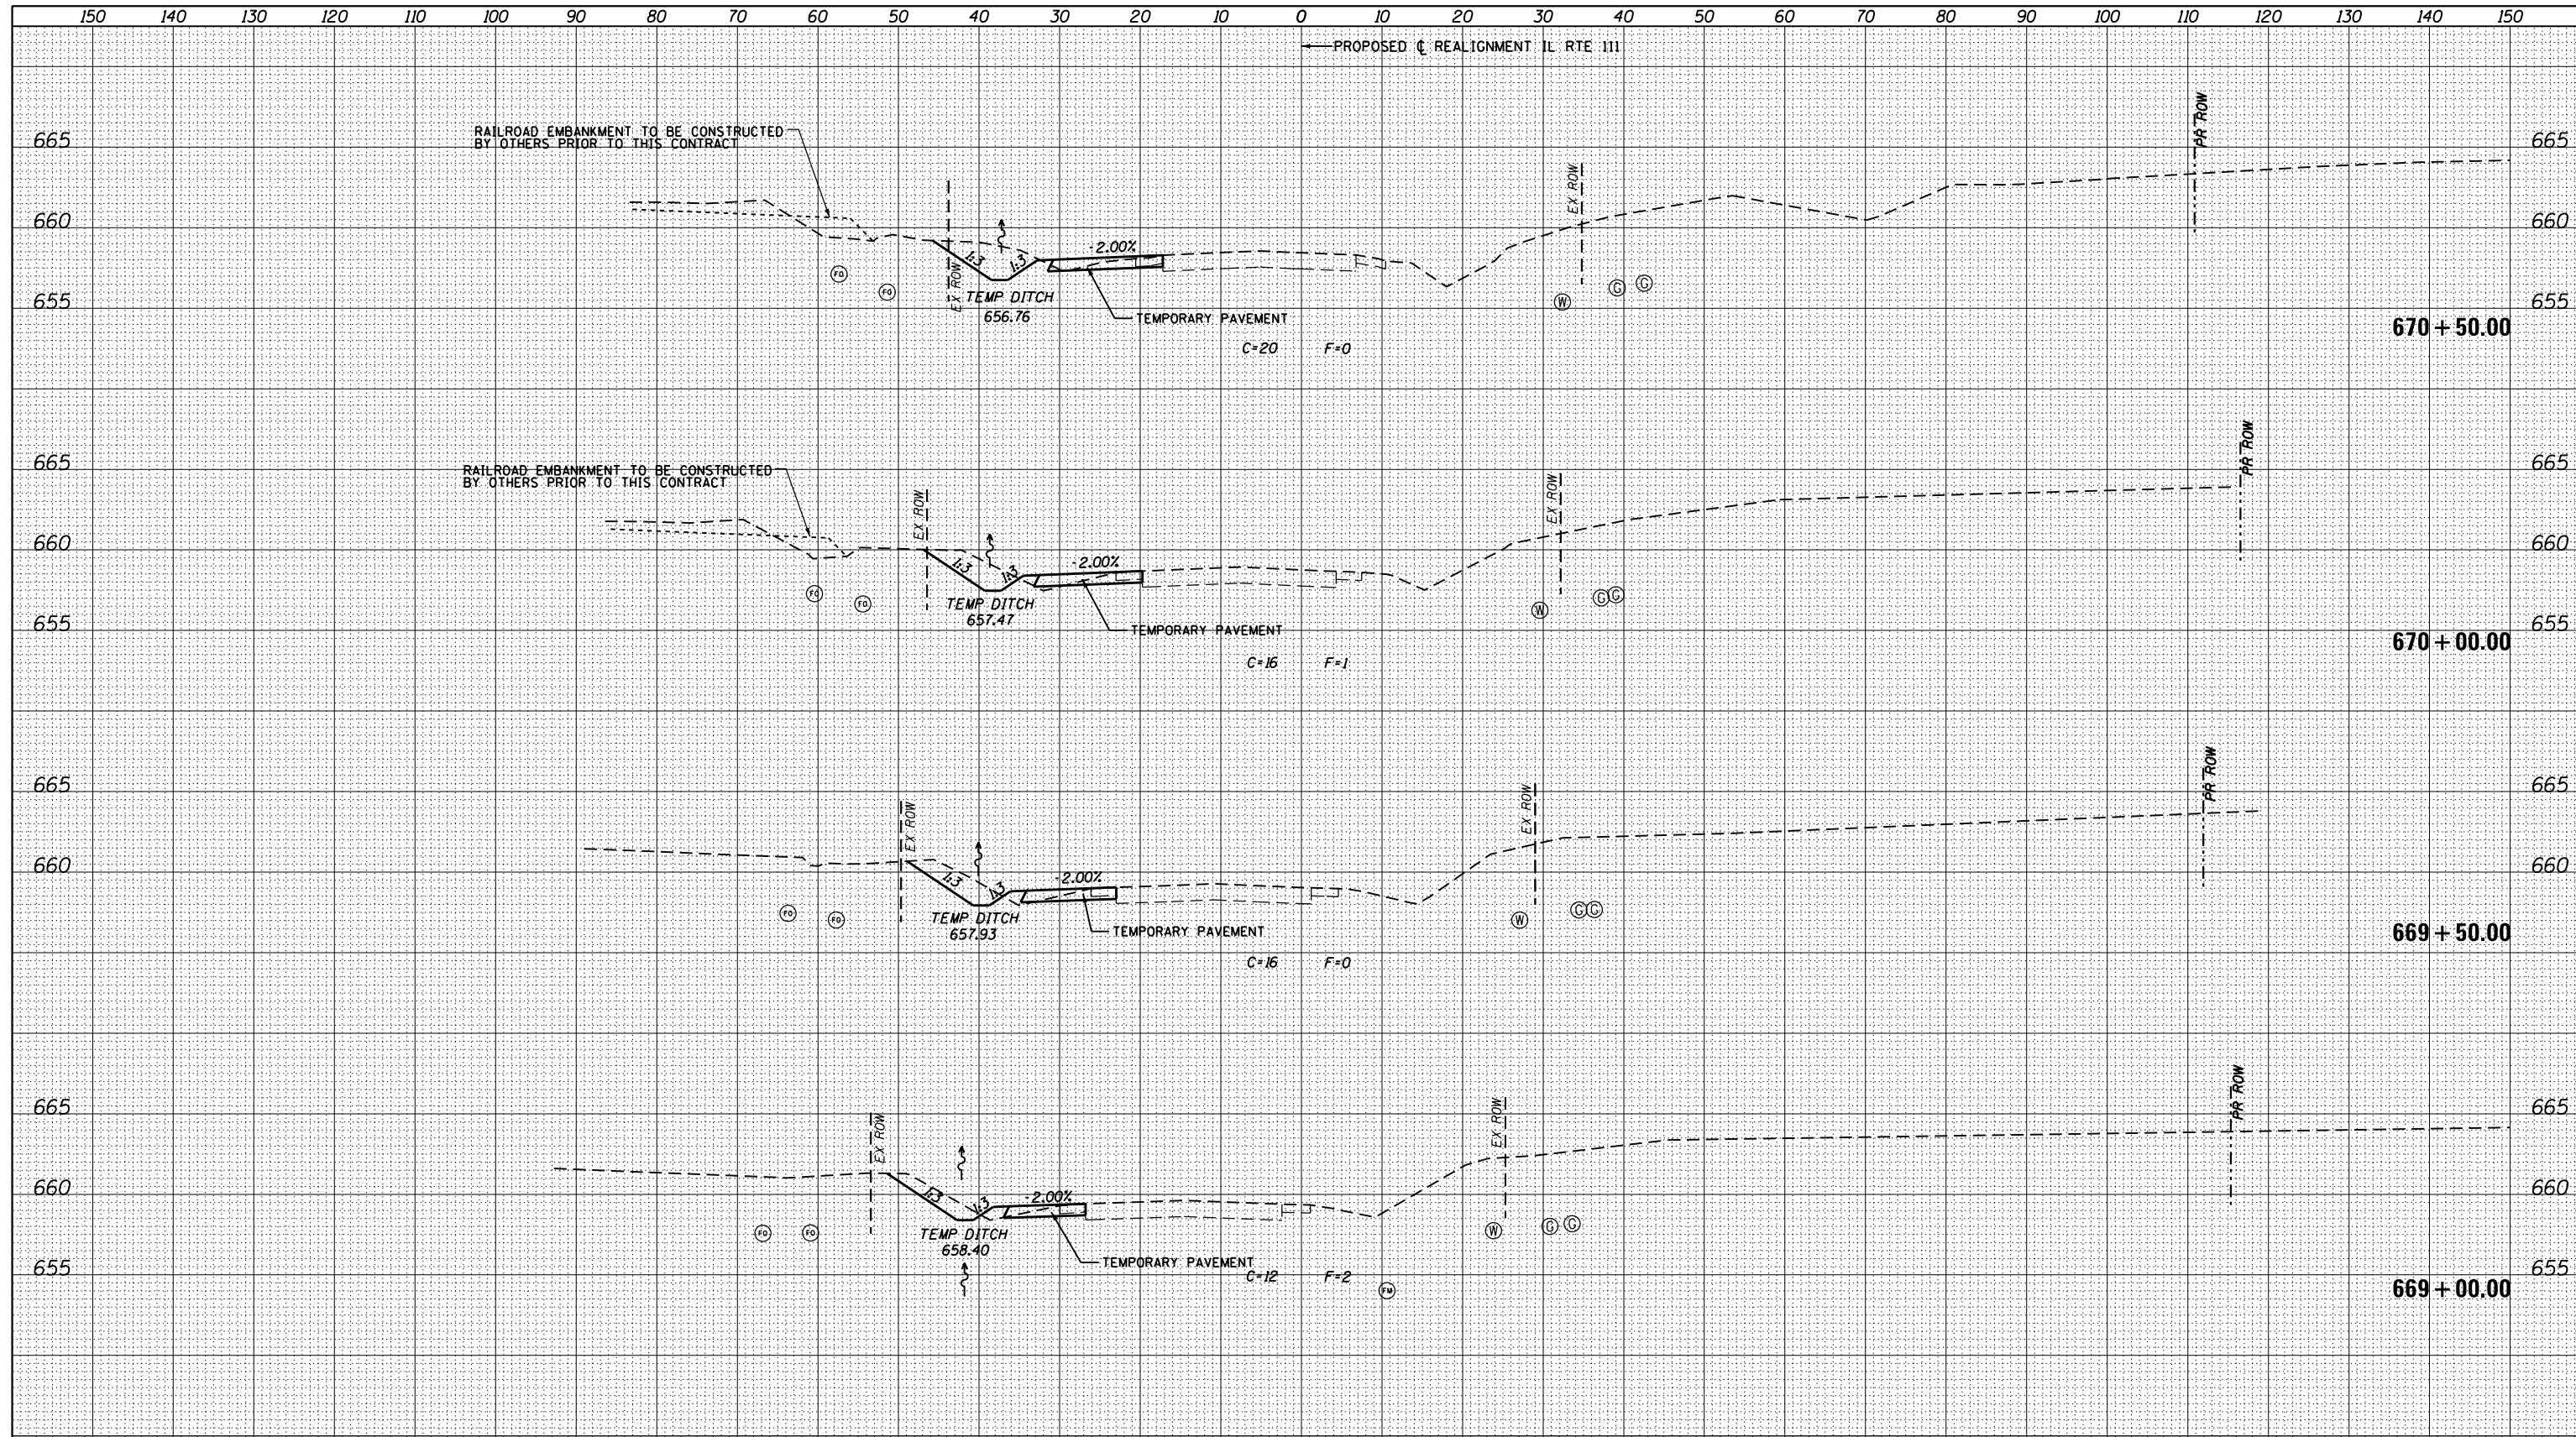 150 140 130 120 110 100 90 80 70 60 50 40 30 20 10 0 10 20 30 40 50 60 70 80 90 100 110 120 130 140 150
PROPOSED ℄ REALIGNMENT IL RTE 111
PR ROW
RAILROAD EMBANKMENT TO BE CONSTRUCTED
BY OTHERS PRIOR TO THIS CONTRACT
665 665
EX ROW
660 660
-2.00%
1:3 1:3
EX ROW
FO FO
W G G
655 655
TEMP DITCH
656.76
TEMPORARY PAVEMENT
670+50.00
C=20 F=0
PR ROW
RAILROAD EMBANKMENT TO BE CONSTRUCTED
BY OTHERS PRIOR TO THIS CONTRACT
665 665
EX ROW EX ROW
660 660
-2.00%
1:3 1:3
FO FO
W G G
TEMP DITCH
657.47
655 655
TEMPORARY PAVEMENT
670+00.00
C=16 F=1
PR ROW
665 665
EX ROW EX ROW
660 660
-2.00%
1:3 1:3
FO FO
W G G
TEMP DITCH
657.93
TEMPORARY PAVEMENT
669+50.00
C=16 F=0
PR ROW
665 665
EX ROW EX ROW
660 660
-2.00%
1:3 1:3
FO FO
W G G
TEMP DITCH
658.40
TEMPORARY PAVEMENT
655 655
C=12 F=2
FM
669+00.00